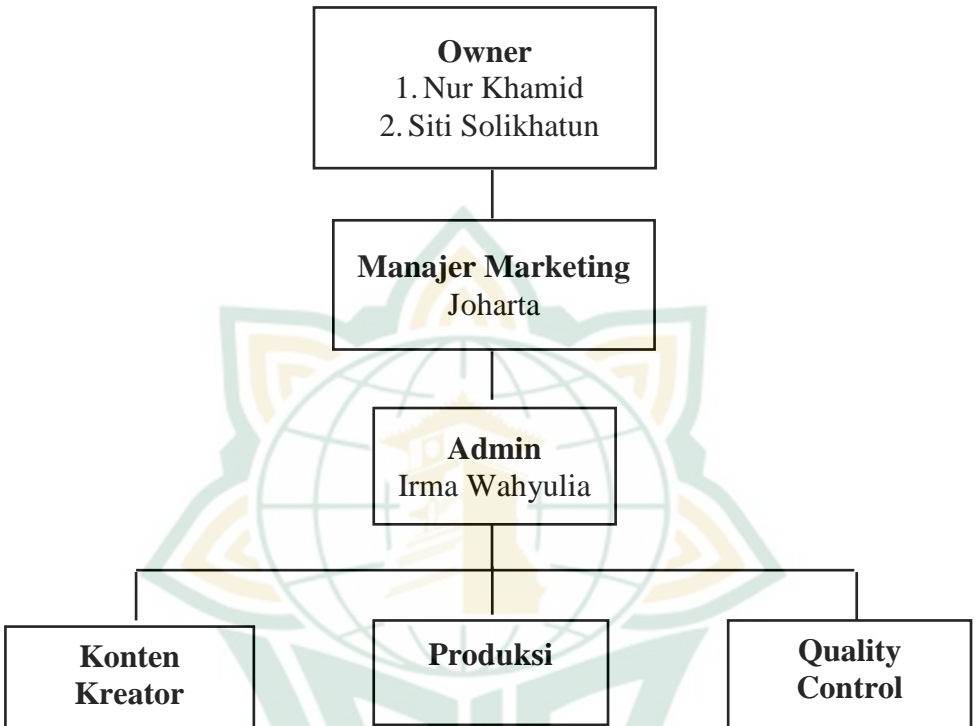 Owner
1. Nur Khamid
2. Siti Solikhatun
Manajer Marketing
Joharta
Admin
Irma Wahyulia
Konten
Kreator
Produksi
Quality
Control